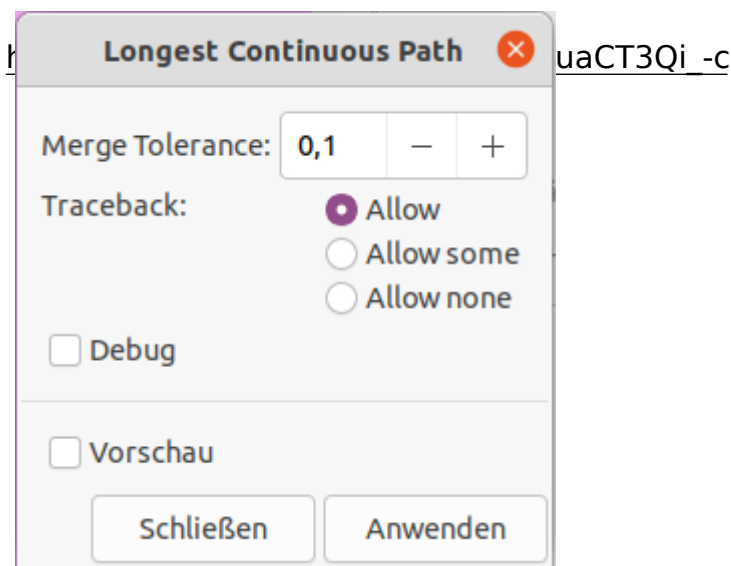 Longest Continuous Path
uaCT3Qi_-c
Merge Tolerance: 0,1 − +
Traceback: Allow
Allow some
Allow none
Debug
Vorschau
Schließen Anwenden